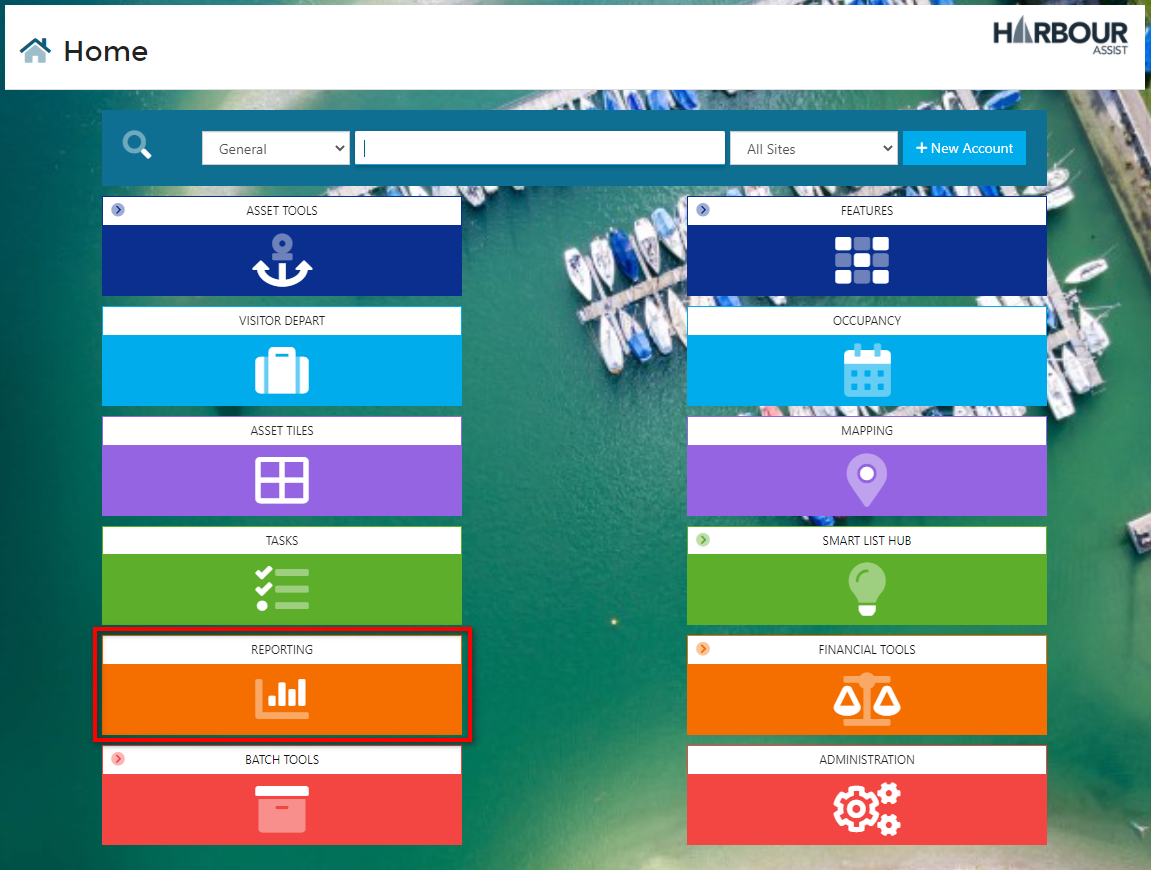 Home
HARBOUR
ASSIST
General
All Sites
+ New Account
ASSET TOOLS
FEATURES
VISITOR DEPART
OCCUPANCY
ASSET TILES
MAPPING
TASKS
SMART LIST HUB
REPORTING
FINANCIAL TOOLS
BATCH TOOLS
ADMINISTRATION